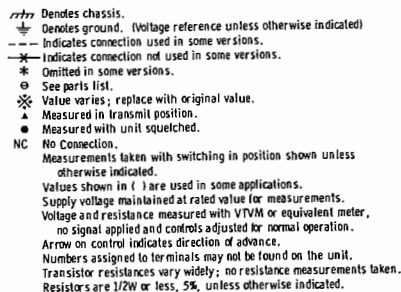 Denotes chassis.
Denotes ground. (Voltage reference unless otherwise indicated)
Indicates connection used in some versions.
Indicates connection not used in some versions.
* Omitted in some versions.
⊖ See parts list.
※ Value varies; replace with original value.
▲ Measured in transmit position.
● Measured with unit squelched.
NC No Connection.
Measurements taken with switching in position shown unless
otherwise indicated.
Values shown in ( ) are used in some applications.
Supply voltage maintained at rated value for measurements.
Voltage and resistance measured with VTVM or equivalent meter,
no signal applied and controls adjusted for normal operation.
Arrow on control indicates direction of advance.
Numbers assigned to terminals may not be found on the unit.
Transistor resistances vary widely; no resistance measurements taken.
Resistors are 1/2W or less, 5%, unless otherwise indicated.